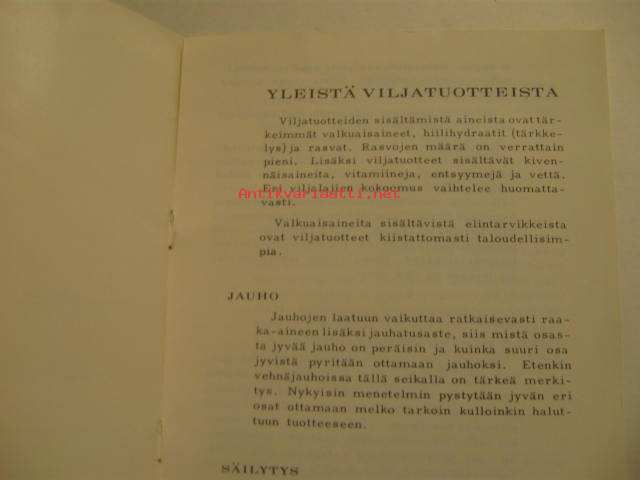 YLEISTÄ VILJATUOTTEISTA
Viljatuotteiden sisältämistä aineista ovat tär-
keimmät valkuaisaineet, hiilihydraatit (tärkke-
lys) ja rasvat. Rasvojen määrä on verrattain
pieni. Lisäksi viljatuotteet sisältävät kiven-
näisaineita, vitamiineja, entsyymejä ja vettä.
Eri viljalajien kokoomus vaihtelee huomatta-
Antikvariaatti.net
vasti.
Valkuaisaineita sisältävistä elintarvikkeista
ovat viljatuotteet kiistattomasti taloudellisim-
pia.
JAUHO
Jauhojen laatuun vaikuttaa ratkaisevasti raa-
ka-aineen lisäksi jauhatusaste, siis mistä osas-
ta jyvää jauho on peräisin ja kuinka suuri osa
jyvistä pyritään ottamaan jauhoksi. Etenkin
vehnäjauhoissa tällä seikalla on tärkeä merki-
tys. Nykyisin menetelmin pystytään jyvän eri
osat ottamaan melko tarkoin kulloinkin halut-
tuun tuotteeseen.
SÄILYTYS